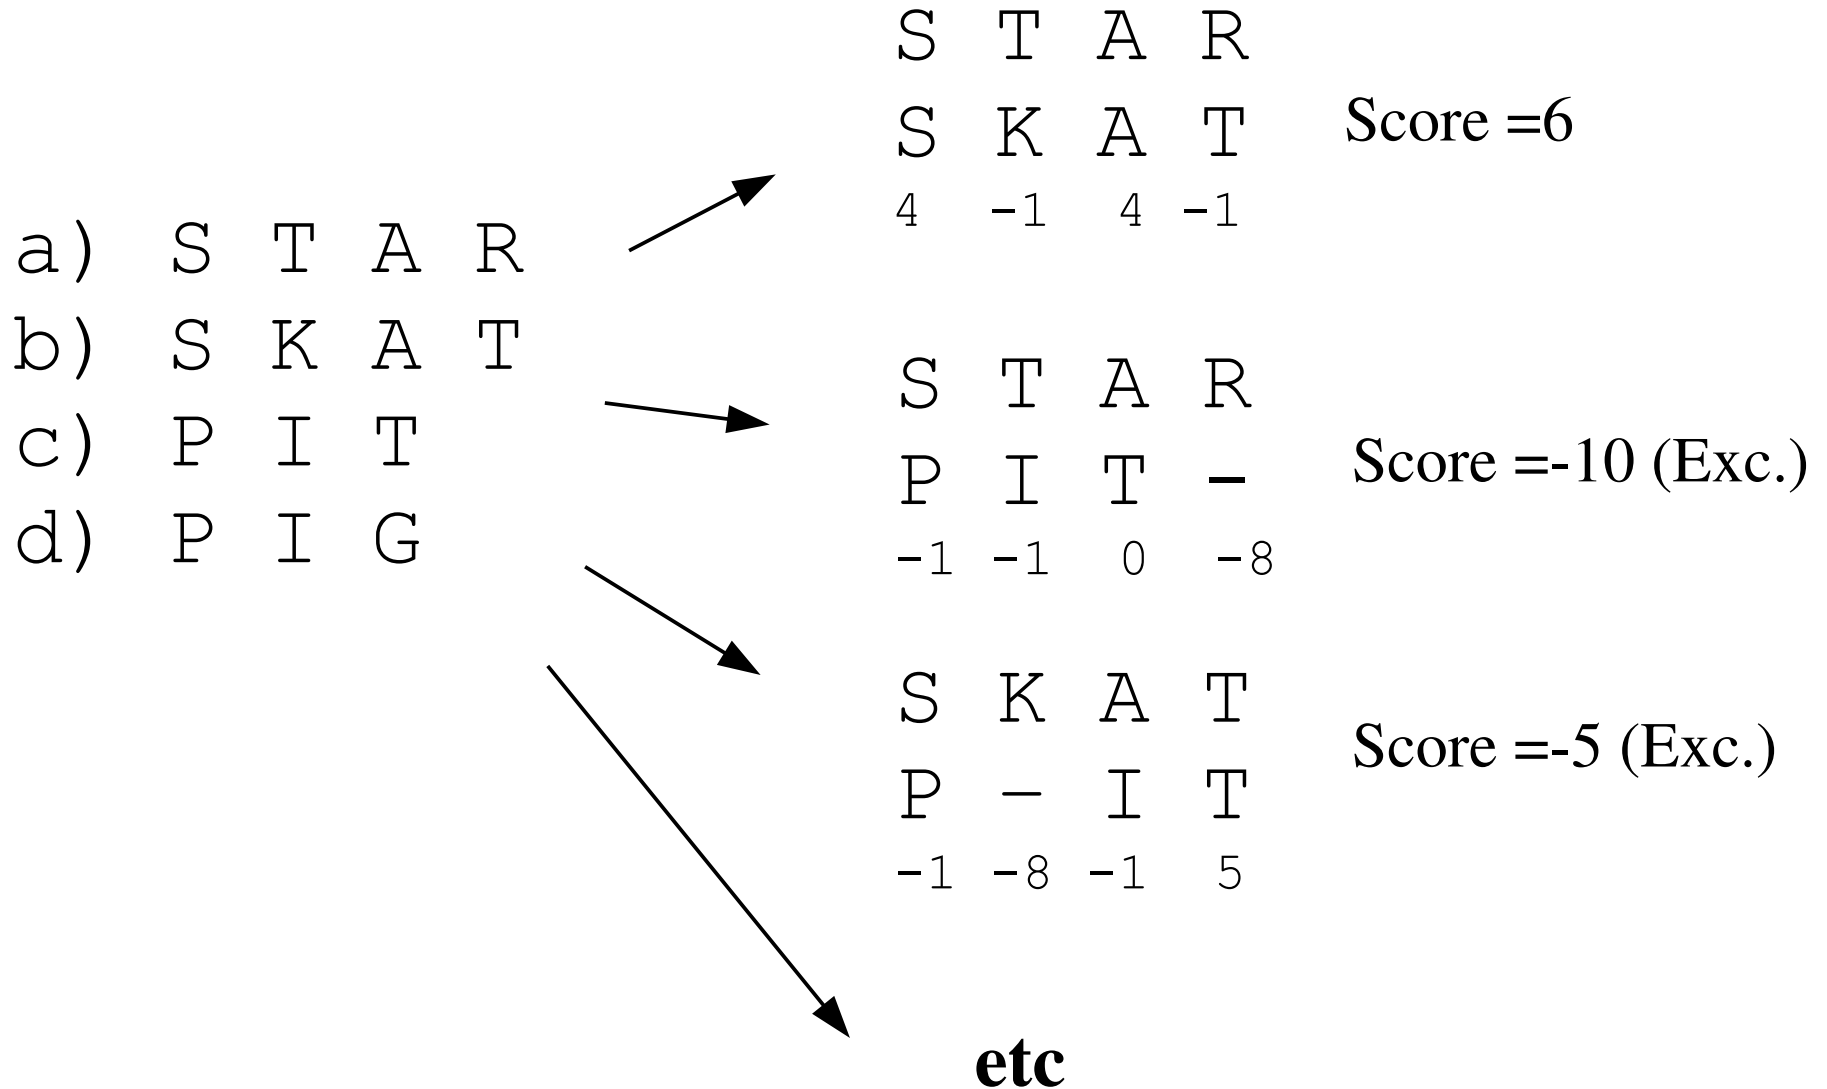 a) S T A R
b) S K A T
c) P I T
d) P I G
S T A R
S K A T
4 -1 4 -1
Score =6
S T A R
P I T -
-1 -1 0 -8
Score =-10 (Exc.)
S K A T
P - I T
-1 -8 -1 5
Score =-5 (Exc.)
etc